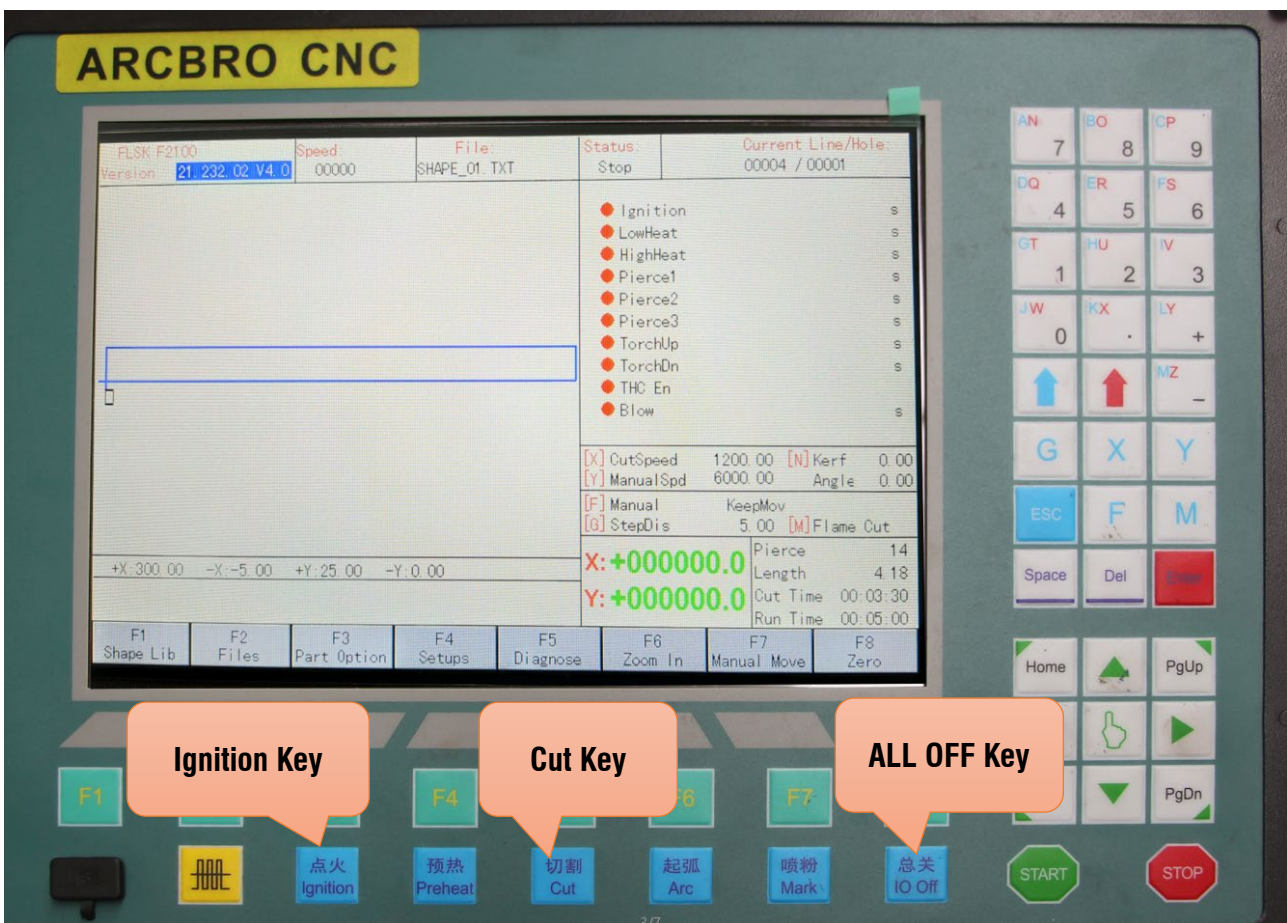 ARCBRO CNC
FLSK F2100
Version 21. 232. 02 V4. 0
Speed:
00000
File:
SHAPE_01. TXT
Status:
Stop
Current Line/Hole:
00004 / 00001
Ignition s
LowHeat s
HighHeat s
Pierce1 s
Pierce2 s
Pierce3 s
TorchUp s
TorchDn s
THC En
Blow s
[X] CutSpeed 1200. 00 [N] Kerf 0. 00
[Y] ManualSpd 6000. 00 Angle 0. 00
[F] Manual KeepMov
[G] StepDis 5. 00 [M] Flame Cut
X: +000000.0
Y: +000000.0
Pierce 14
Length 4. 18
Cut Time 00:03:30
Run Time 00:05:00
+X:300. 00 -X:-5. 00 +Y:25. 00 -Y:0. 00
F1 F2 F3 F4 F5 F6 F7 F8
Shape Lib Files Part Option Setups Diagnose Zoom In Manual Move Zero
AN 7 BO 8 CP 9
DQ 4 ER 5 FS 6
GT 1 HU 2 IV 3
JW 0 KX . LY +
MZ -
G X Y
ESC F M
Space Del Enter
Home PgUp
PgDn
Ignition Key
Cut Key
ALL OFF Key
F1 F4 F6 F7
点火 预热 切割 起弧 喷粉 总关
Ignition Preheat Cut Arc Mark IO Off
START STOP